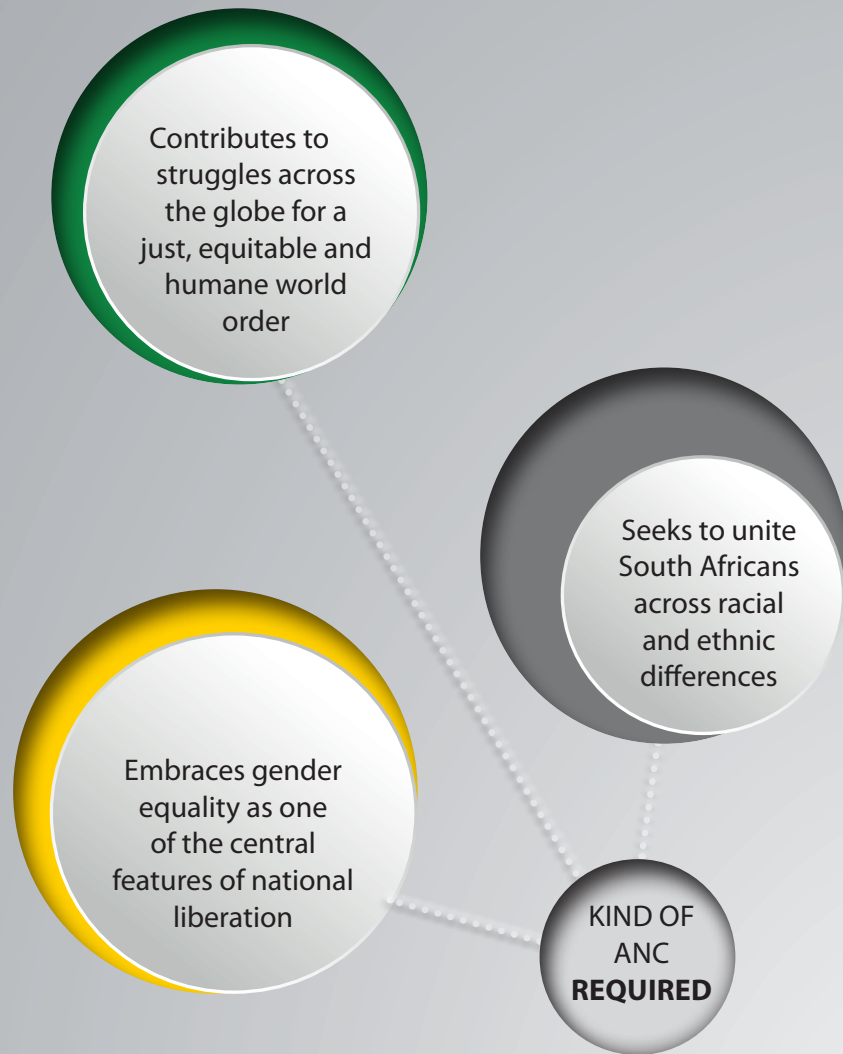 Contributes to
struggles across
the globe for a
just, equitable and
humane world
order
Seeks to unite
South Africans
across racial
and ethnic
differences
Embraces gender
equality as one
of the central
features of national
liberation
KIND OF
ANC
REQUIRED